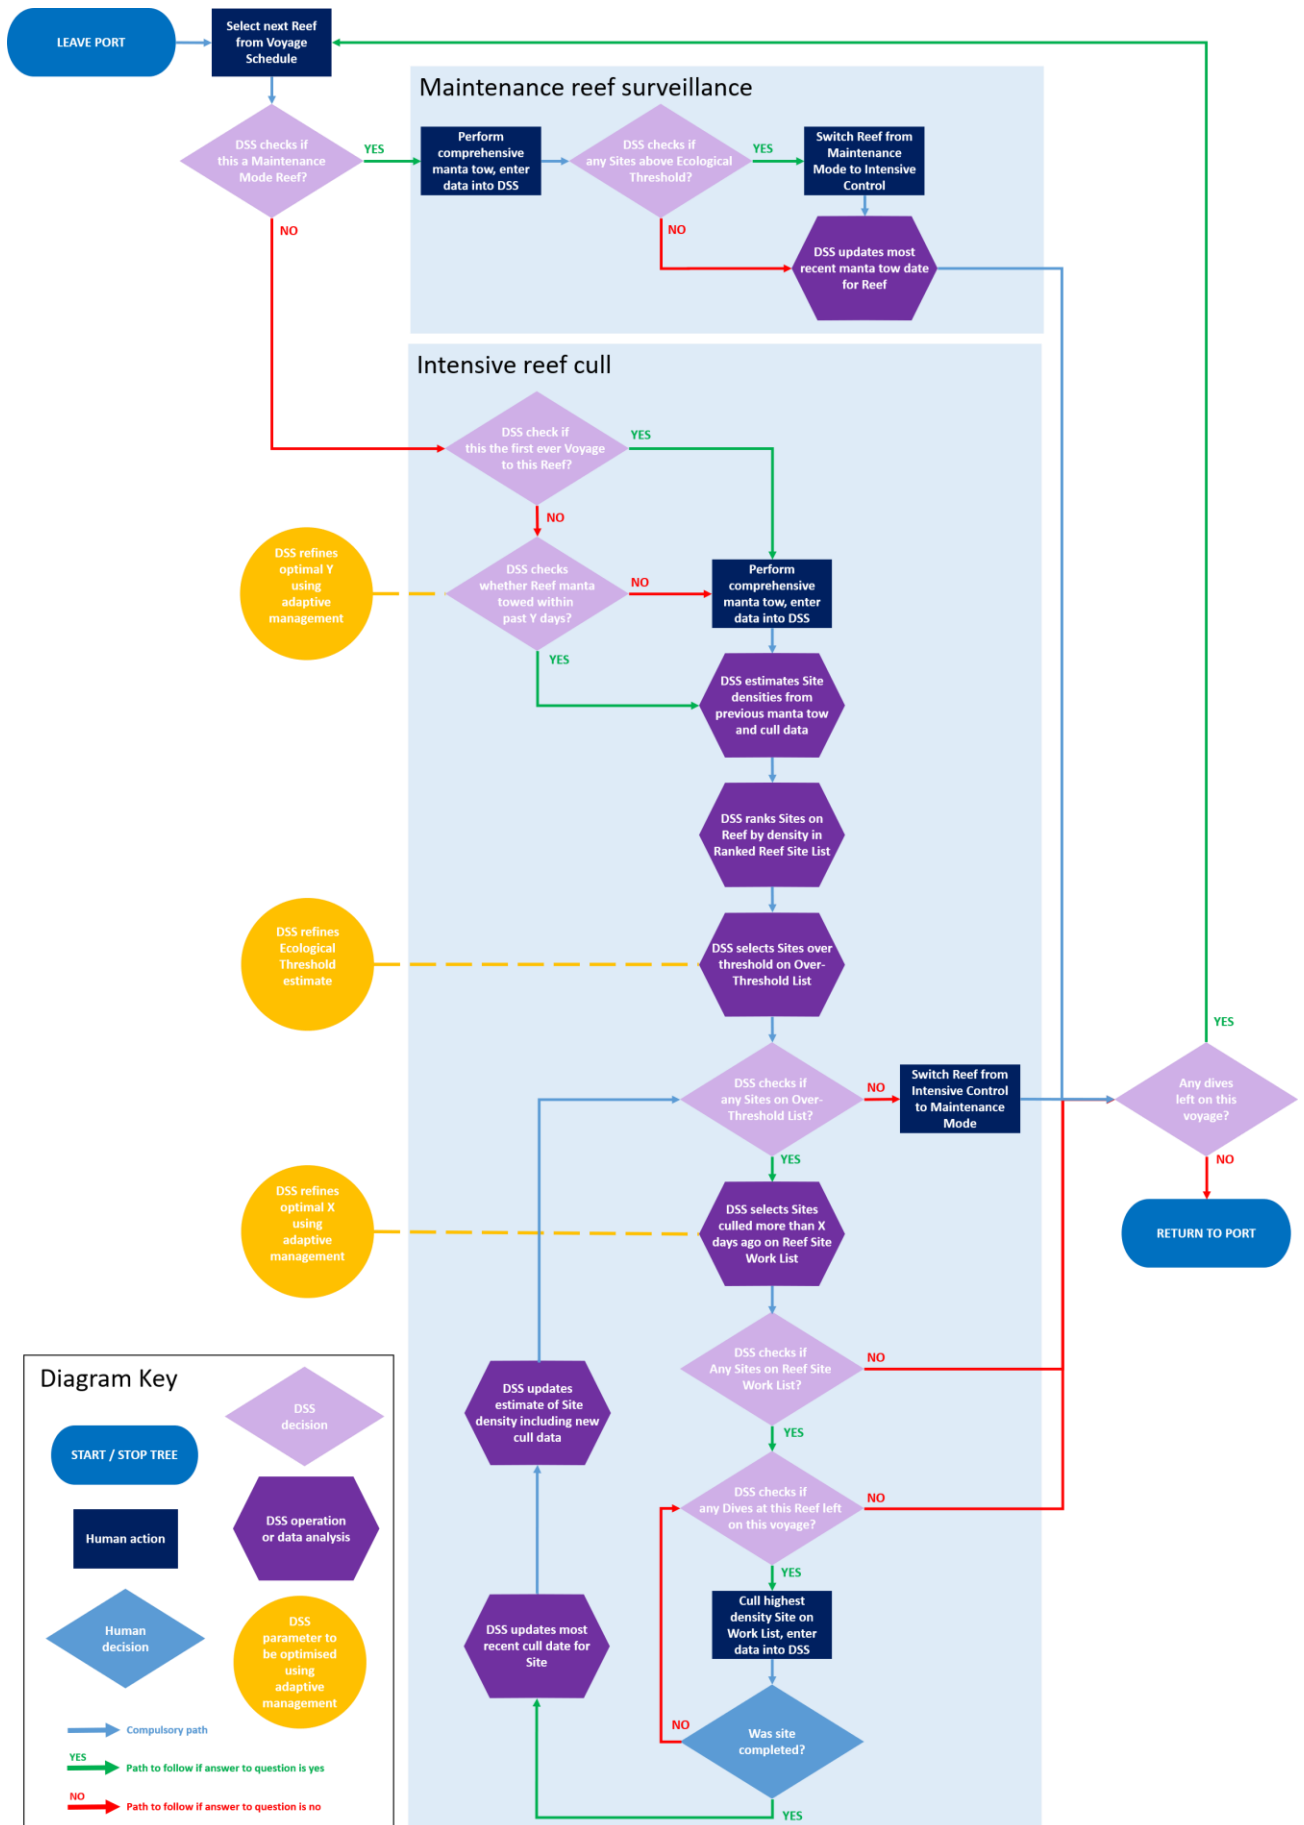 LEAVE PORT
Select next Reef
from Voyage
Schedule
Maintenance reef surveillance
DSS checks if
this a Maintenance
Mode Reef?
YES
Perform
comprehensive
manta tow, enter
data into DSS
DSS checks if
any Sites above Ecological
Threshold?
YES
Switch Reef from
Maintenance
Mode to Intensive
Control
NO
NO
DSS updates most
recent manta tow date
for Reef
Intensive reef cull
DSS check if
this the first ever Voyage
to this Reef?
YES
NO
DSS refines
optimal Y
using
adaptive
management
DSS checks
whether Reef manta
towed within
past Y days?
NO
Perform
comprehensive
manta tow, enter
data into DSS
YES
DSS estimates Site
densities from
previous manta tow
and cull data
DSS ranks Sites on
Reef by density in
Ranked Reef Site List
DSS refines
Ecological
Threshold
estimate
DSS selects Sites over
threshold on Over-
Threshold List
DSS checks if
any Sites on Over-
Threshold List?
NO
Switch Reef from
Intensive Control
to Maintenance
Mode
YES
Any dives
left on this
voyage?
NO
RETURN TO PORT
YES
DSS refines
optimal X
using
adaptive
management
DSS selects Sites
culled more than X
days ago on Reef Site
Work List
DSS checks if
Any Sites on Reef Site
Work List?
NO
YES
DSS updates
estimate of Site
density including new
cull data
DSS checks if
any Dives at this Reef left
on this voyage?
NO
YES
Cull highest
density Site on
Work List, enter
data into DSS
DSS updates most
recent cull date for
Site
Was site
completed?
NO
YES
Diagram Key
DSS
decision
START / STOP TREE
DSS operation
or data analysis
Human action
Human
decision
DSS
parameter to
be optimised
using
adaptive
management
Compulsory path
YES
Path to follow if answer to question is yes
NO
Path to follow if answer to question is no